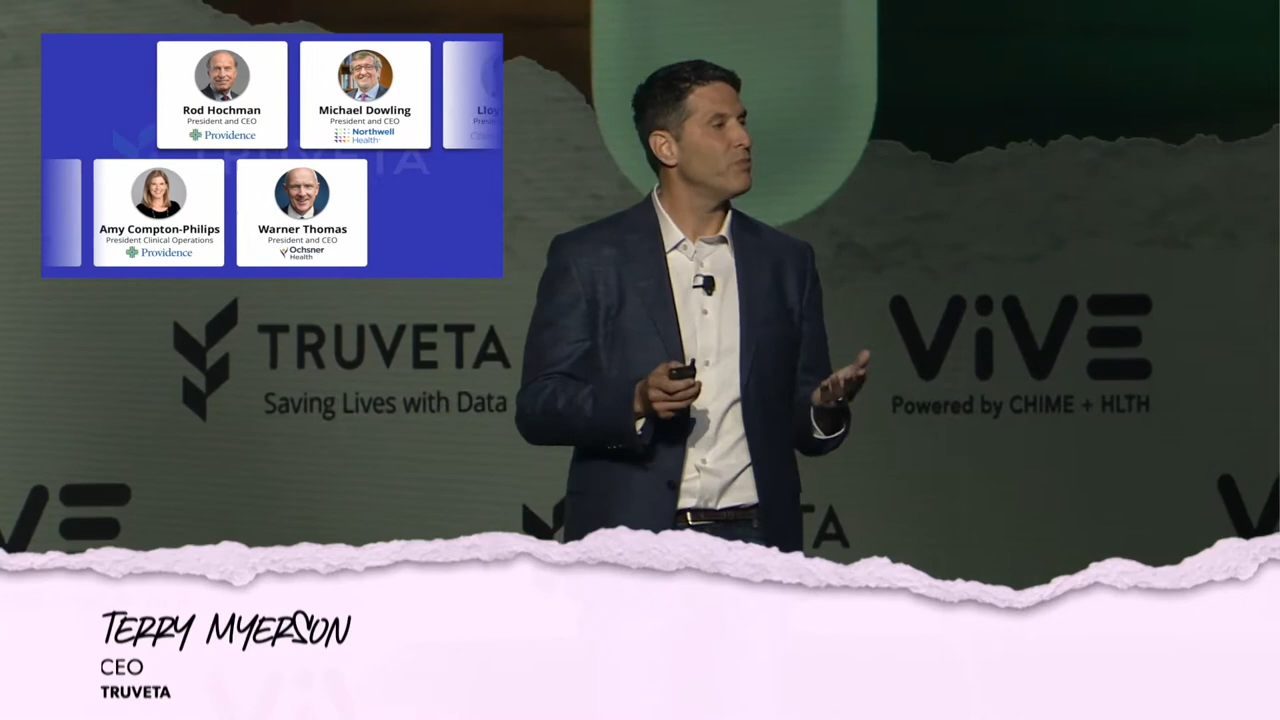 Rod Hochman
President and CEO
Providence
Michael Dowling
President and CEO
Northwell
Health
Amy Compton-Philips
President Clinical Operations
Providence
Warner Thomas
President and CEO
Ochsner
Health
TRUVETA
TRUVETA
Saving Lives with Data
ViVE
Powered by CHIME + HLTH
TERRY MYERSON
CEO
TRUVETA